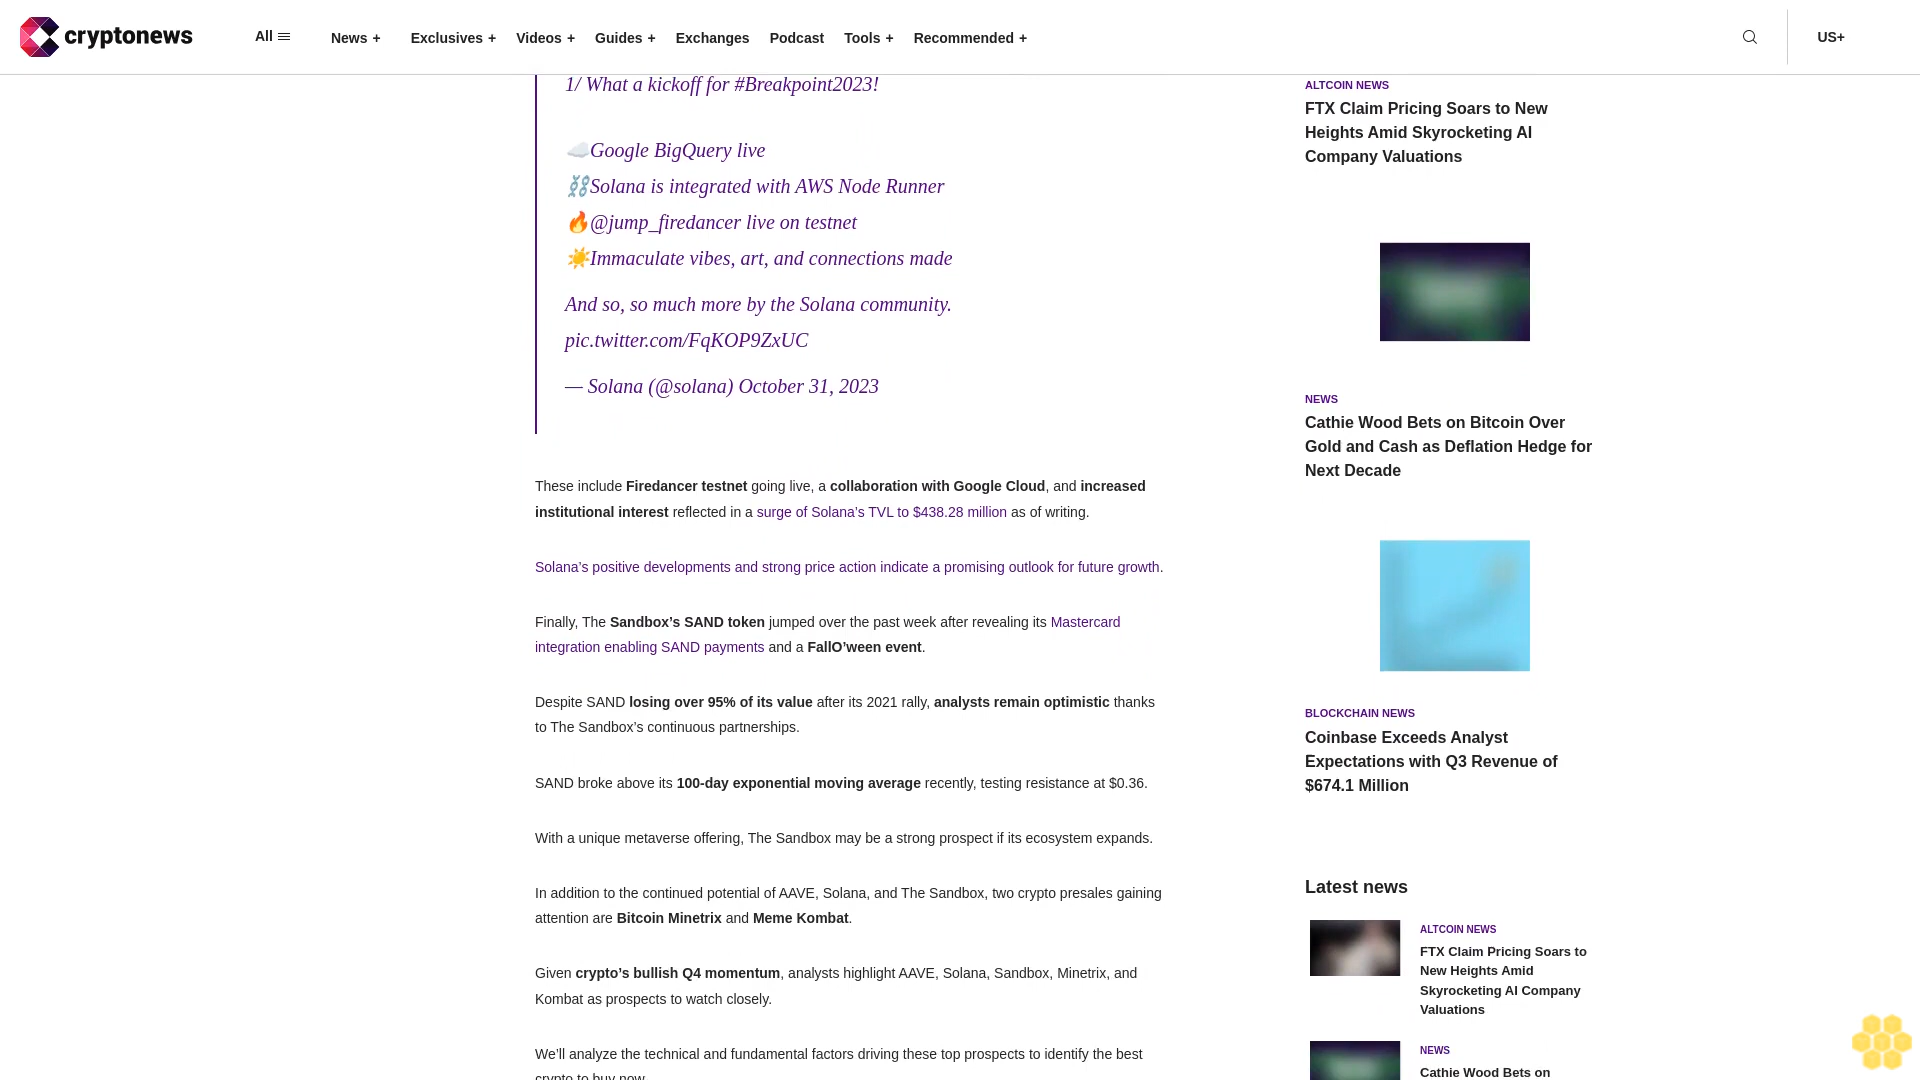 cryptonews
All
News +
Exclusives +
Videos +
Guides +
Exchanges
Podcast
Tools +
Recommended +
US+
1/ What a kickoff for #Breakpoint2023!
☁️Google BigQuery live
⛓️Solana is integrated with AWS Node Runner
🔥@jump_firedancer live on testnet
☀️Immaculate vibes, art, and connections made
And so, so much more by the Solana community.
pic.twitter.com/FqKOP9ZxUC
— Solana (@solana) October 31, 2023
These include Firedancer testnet going live, a collaboration with Google Cloud, and increased
institutional interest reflected in a surge of Solana’s TVL to $438.28 million as of writing.
Solana’s positive developments and strong price action indicate a promising outlook for future growth.
Finally, The Sandbox’s SAND token jumped over the past week after revealing its Mastercard
integration enabling SAND payments and a FallO’ween event.
Despite SAND losing over 95% of its value after its 2021 rally, analysts remain optimistic thanks
to The Sandbox’s continuous partnerships.
SAND broke above its 100-day exponential moving average recently, testing resistance at $0.36.
With a unique metaverse offering, The Sandbox may be a strong prospect if its ecosystem expands.
In addition to the continued potential of AAVE, Solana, and The Sandbox, two crypto presales gaining
attention are Bitcoin Minetrix and Meme Kombat.
Given crypto’s bullish Q4 momentum, analysts highlight AAVE, Solana, Sandbox, Minetrix, and
Kombat as prospects to watch closely.
We’ll analyze the technical and fundamental factors driving these top prospects to identify the best
crypto to buy now.
ALTCOIN NEWS
FTX Claim Pricing Soars to New
Heights Amid Skyrocketing AI
Company Valuations
NEWS
Cathie Wood Bets on Bitcoin Over
Gold and Cash as Deflation Hedge for
Next Decade
BLOCKCHAIN NEWS
Coinbase Exceeds Analyst
Expectations with Q3 Revenue of
$674.1 Million
Latest news
ALTCOIN NEWS
FTX Claim Pricing Soars to
New Heights Amid
Skyrocketing AI Company
Valuations
NEWS
Cathie Wood Bets on